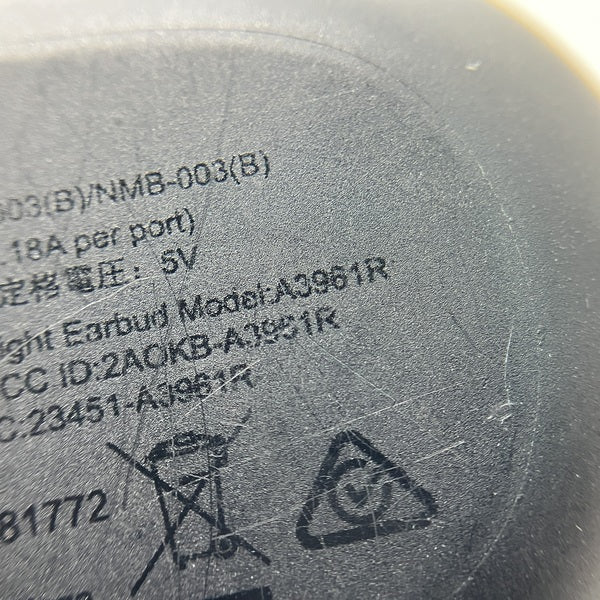 003(B)/NMB-003(B)
18A per port)
定格電壓：5V
ight Earbud Model:A3961R
CC ID:2AOKB-A3961R
C:23451-A3961R
81772